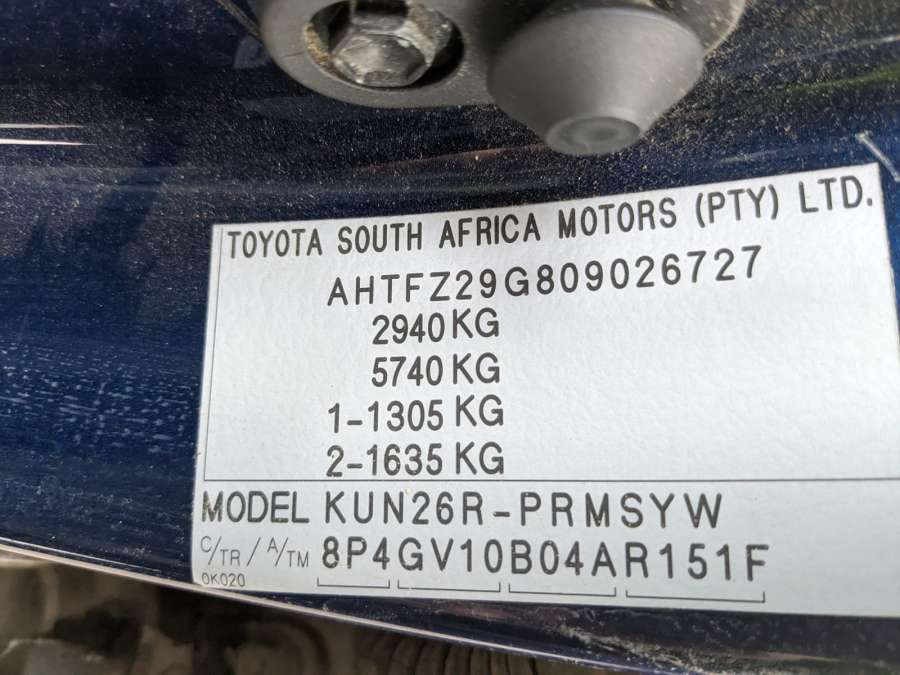 TOYOTA SOUTH AFRICA MOTORS (PTY) LTD.
AHTFZ29G809026727
2940 KG
5740 KG
1-1305 KG
2-1635 KG
MODEL KUN26R-PRMSYW
C/TR / A/TM 8P4GV10B04AR151F
0K020